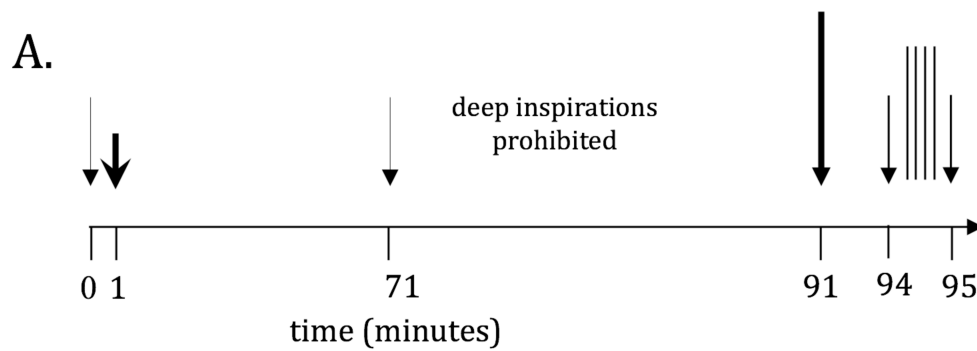 A.
deep inspirations
prohibited
0 1 71 91 94 95
time (minutes)